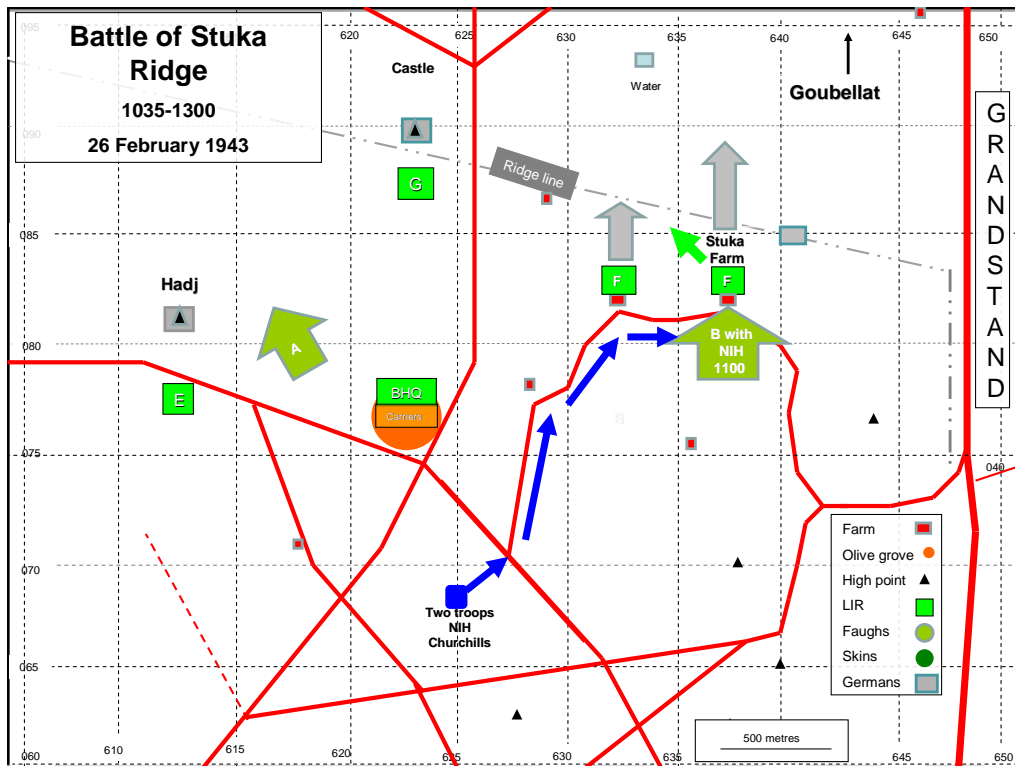 Battle of Stuka
Ridge
1035-1300
26 February 1943
095
620
625
630
635
640
645
650
Castle
Water
Goubellat
G
R
A
N
D
S
T
A
N
D
090
G
Ridge line
085
Stuka
Farm
F
F
Hadj
080
A
B with
NIH
1100
E
BHQ
Carriers
B
075
040
070
Two troops
NIH
Churchills
065
Farm
Olive grove
High point
LIR
Faughs
Skins
Germans
500 metres
060
610
615
620
625
630
635
645
650